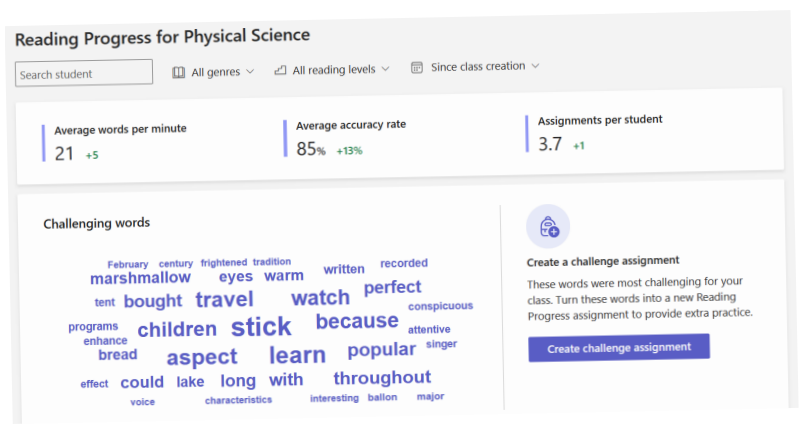 Reading Progress for Physical Science
Search student
All genres
All reading levels
Since class creation
Average words per minute
21 +5
Average accuracy rate
85% +13%
Assignments per student
3.7 +1
Challenging words
February century frightened tradition
marshmallow eyes warm written recorded
tent bought travel watch perfect
conspicuous
programs children stick because attentive
enhance
bread aspect learn popular singer
effect could lake long with throughout
voice characteristics interesting ballon major
Create a challenge assignment
These words were most challenging for your
class. Turn these words into a new Reading
Progress assignment to provide extra practice.
Create challenge assignment